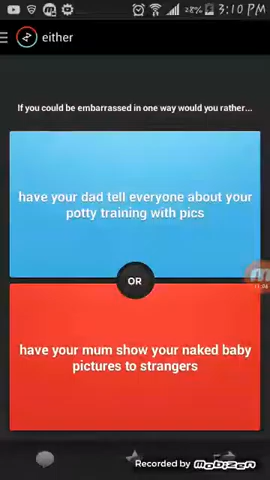 28% 3:10 PM
either
If you could be embarrassed in one way would you rather...
have your dad tell everyone about your
potty training with pics
OR
have your mum show your naked baby
pictures to strangers
Recorded by Mobizen